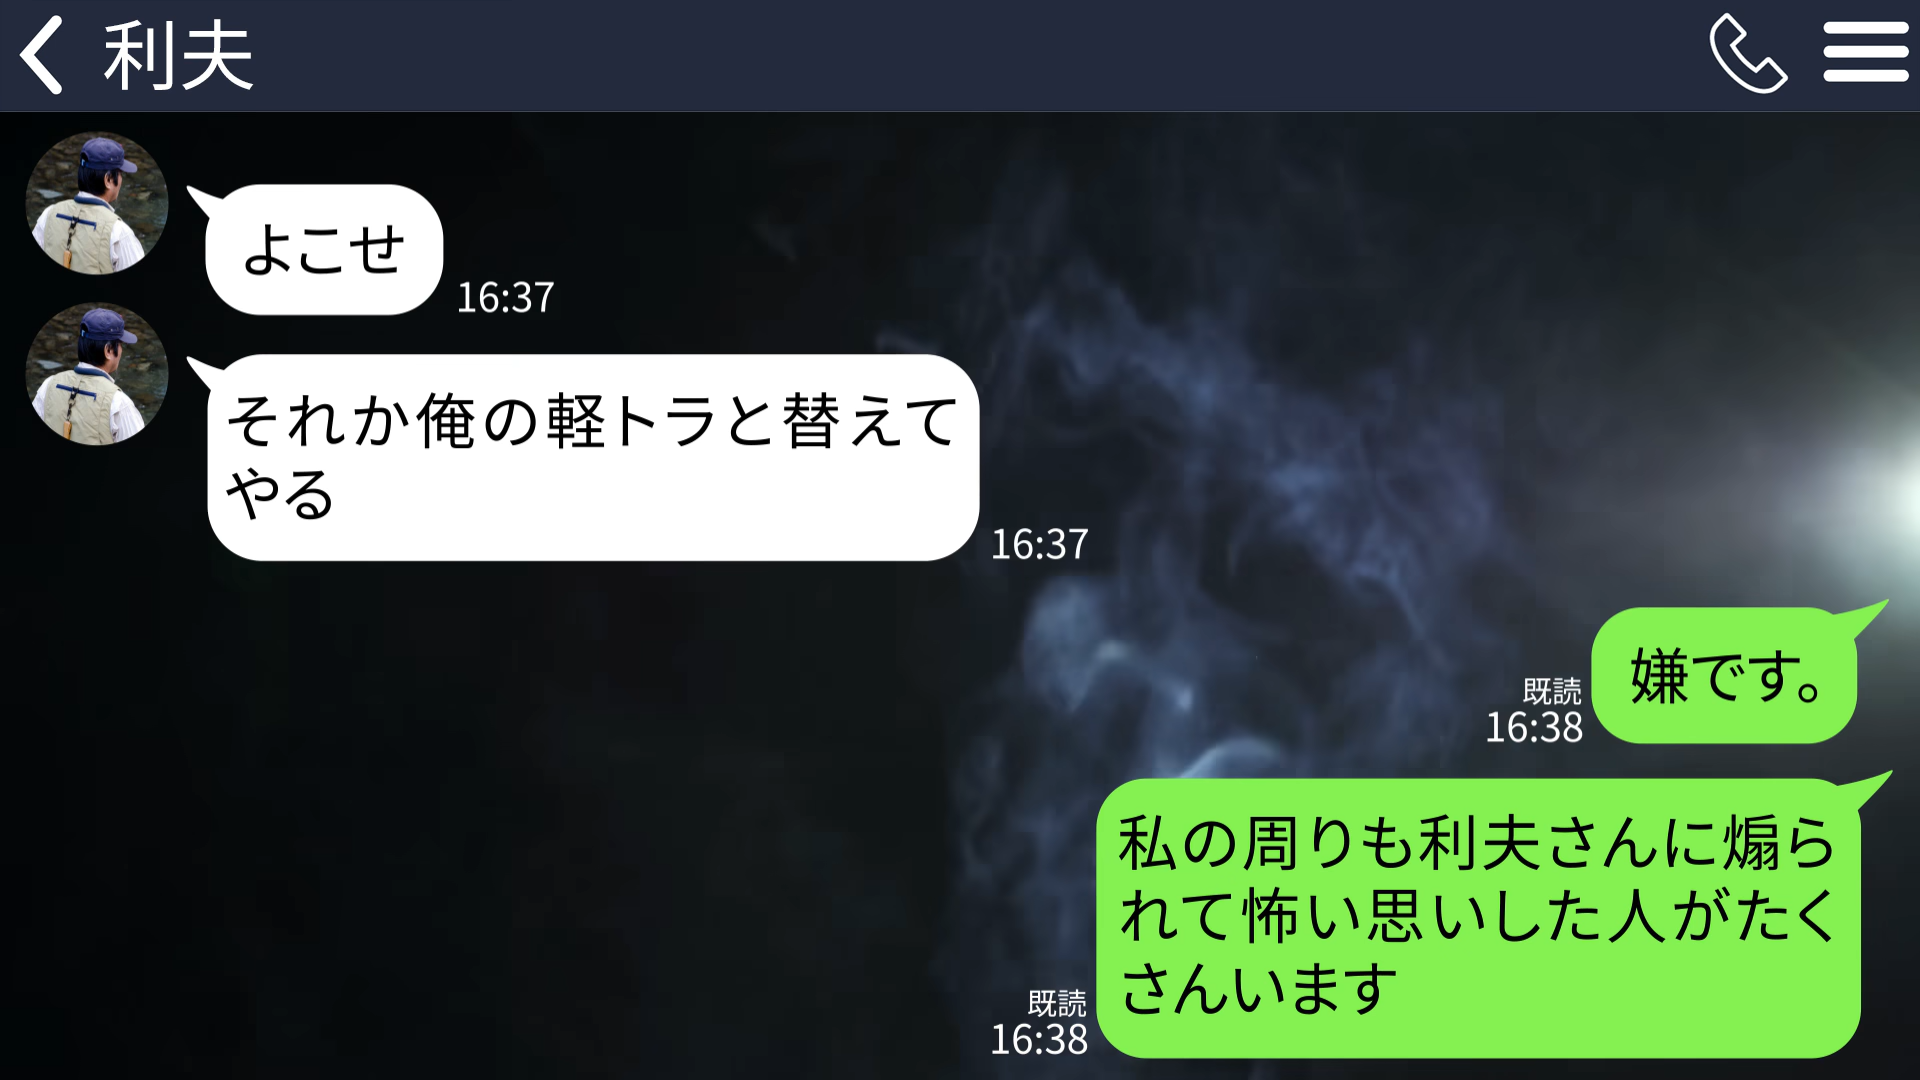 利夫
よこせ
16:37
それか俺の軽トラと替えて
やる
16:37
嫌です。
既読
16:38
私の周りも利夫さんに煽ら
れて怖い思いした人がたく
さんいます
既読
16:38